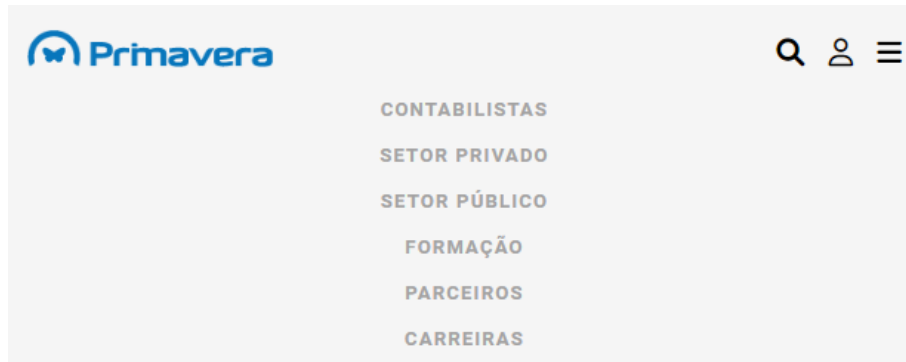 Primavera
CONTABILISTAS
SETOR PRIVADO
SETOR PÚBLICO
FORMAÇÃO
PARCEIROS
CARREIRAS